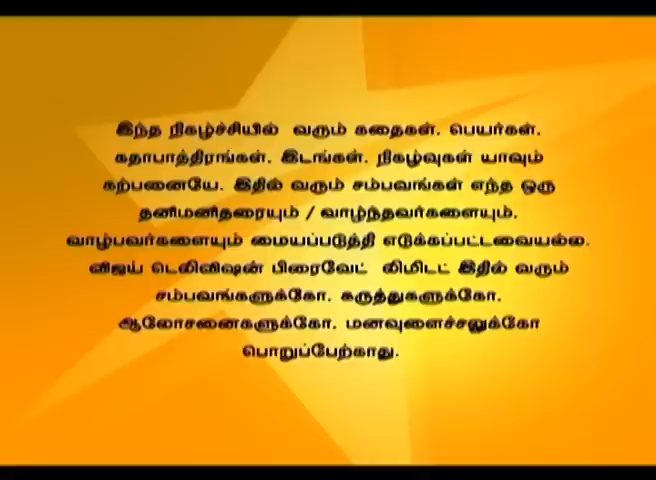 இந்த நிகழ்ச்சியில் வரும் கதைகள். பெயர்கள்.
கதாபாத்திரங்கள். இடங்கள். நிகழ்வுகள் யாவும்
கற்பனையே. இதில் வரும் சம்பவங்கள் எந்த ஒரு
தனிமனிதரையும் / வாழ்ந்தவர்களையும்.
வாழ்பவர்களையும் மையப்படுத்தி எடுக்கப்பட்டவையல்ல.
விஜய் டெலிவிஷன் பிரைவேட் லிமிடட் இதில் வரும்
சம்பவங்களுக்கோ. கருத்துகளுக்கோ.
ஆலோசனைகளுக்கோ. மனவுளைச்சலுக்கோ
பொறுப்பேற்காது.